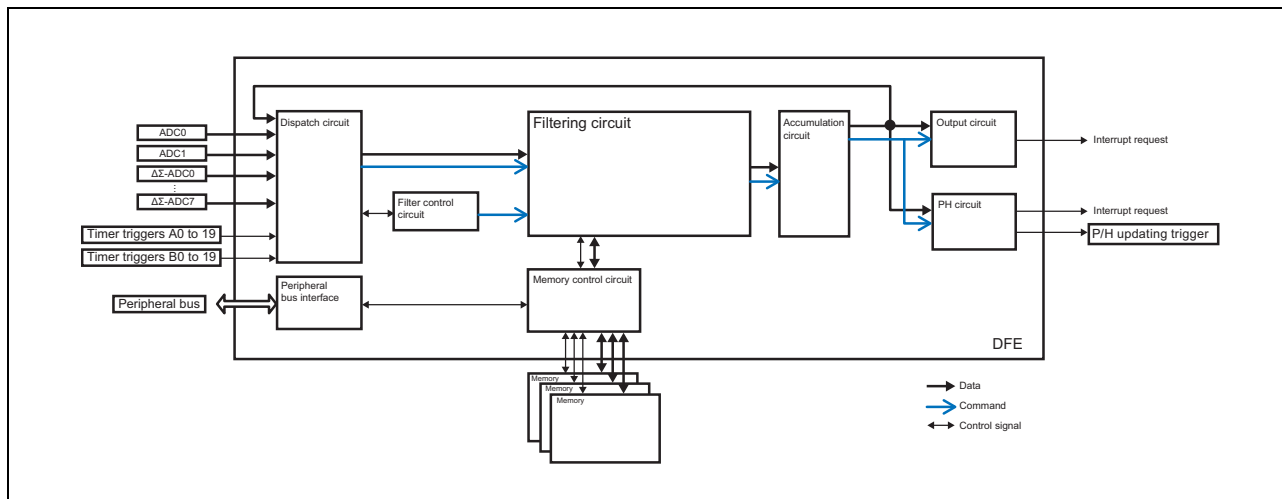 ADC0
ADC1
ΔΣ-ADC0
⋮
ΔΣ-ADC7
Timer triggers A0 to 19
Timer triggers B0 to 19
Peripheral bus
Dispatch circuit
Filter control
circuit
Peripheral
bus interface
Filtering circuit
Memory control circuit
Memory
Memory
Memory
Accumulation
circuit
Output circuit
PH circuit
Interrupt request
Interrupt request
P/H updating trigger
DFE
Data
Command
Control signal